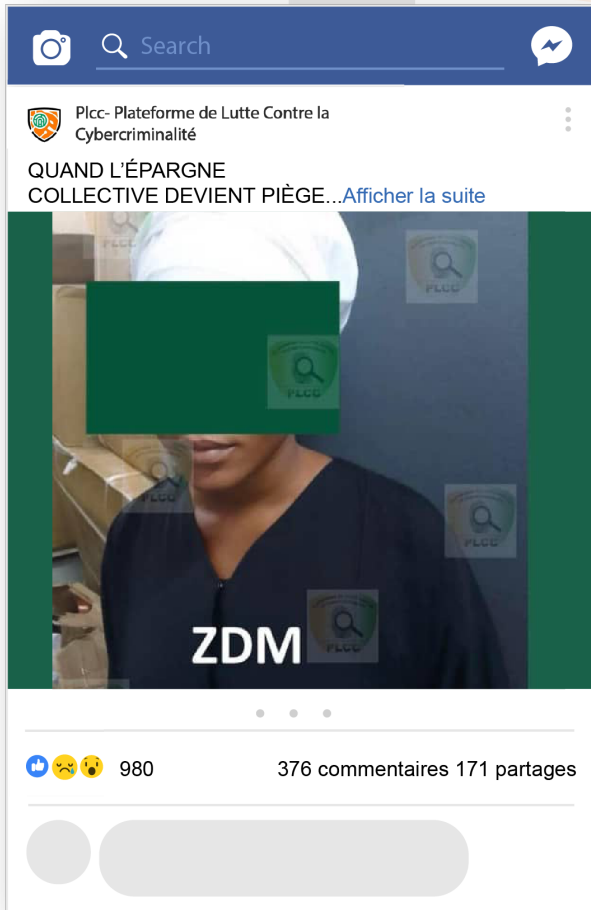 Search
Plcc- Plateforme de Lutte Contre la
Cybercriminalité
QUAND L'ÉPARGNE
COLLECTIVE DEVIENT PIÈGE...Afficher la suite
PLCC
PLCC
PLCC
PLCC
PLCC
ZDM
PLCC
980
376 commentaires 171 partages